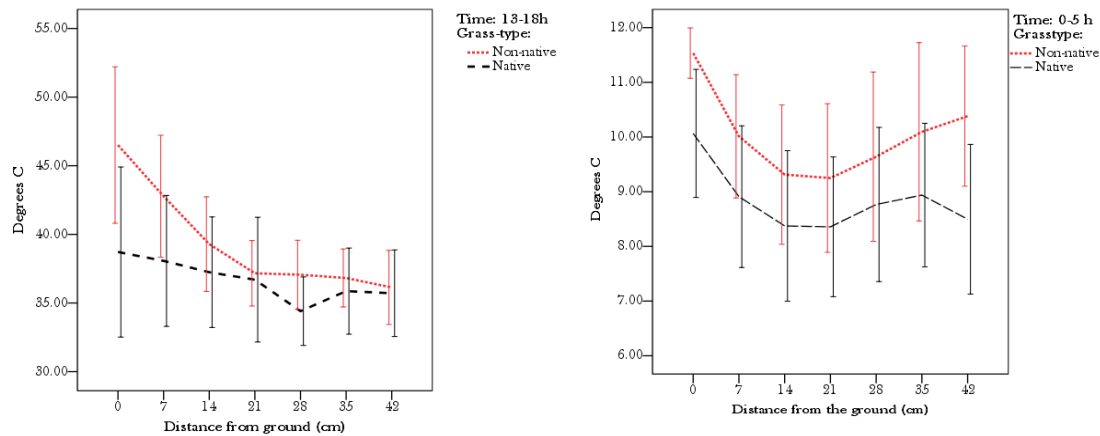 Time: 13-18h
Grass-type:
Non-native
Native
55.00
50.00
45.00
40.00
35.00
30.00
Degrees C
0 7 14 21 28 35 42
Distance from ground (cm)
Time: 0-5 h
Grasstype:
Non-native
Native
12.00
11.00
10.00
9.00
8.00
7.00
6.00
Degrees C
0 7 14 21 28 35 42
Distance from the ground (cm)